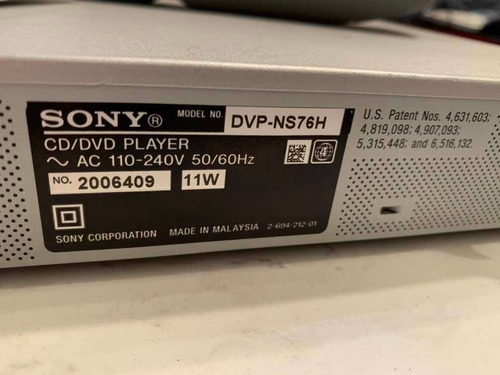 SONY® MODEL NO. DVP-NS76H
CD/DVD PLAYER
~ AC 110-240V 50/60Hz
NO. 2006409 11W
4
SONY CORPORATION MADE IN MALAYSIA 2-694-212-01
U.S. Patent Nos. 4,631,603;
4,819,098; 4,907,093;
5,315,448; and 6,516,132.